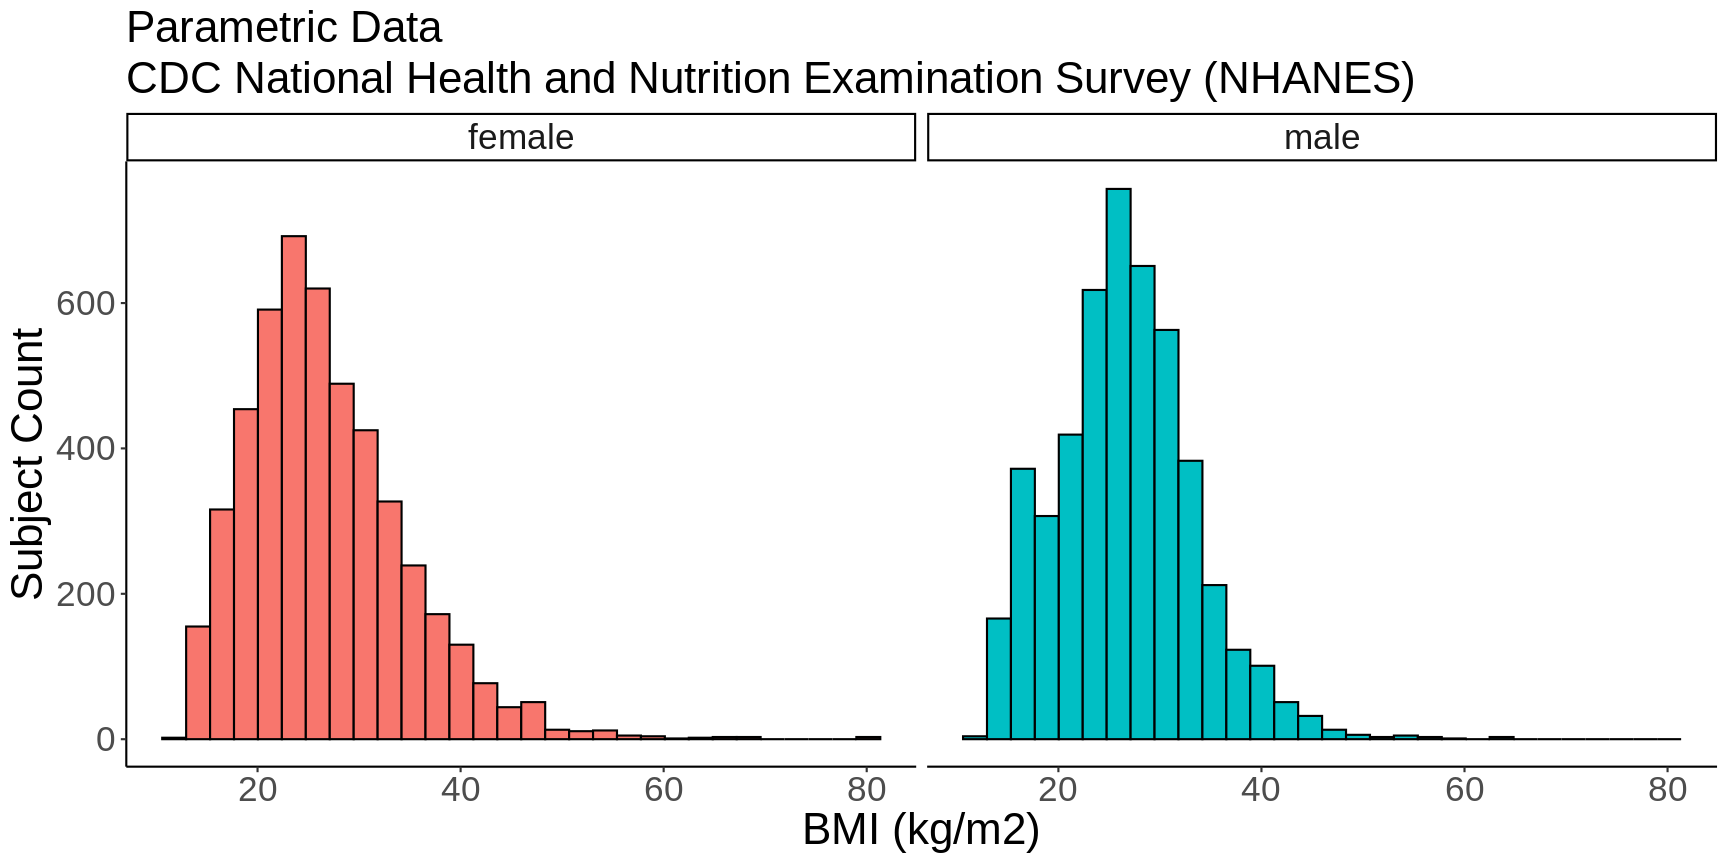 Parametric Data
CDC National Health and Nutrition Examination Survey (NHANES)
female
male
Subject Count
600
400
200
0
20
40
60
80
20
40
60
80
BMI (kg/m2)